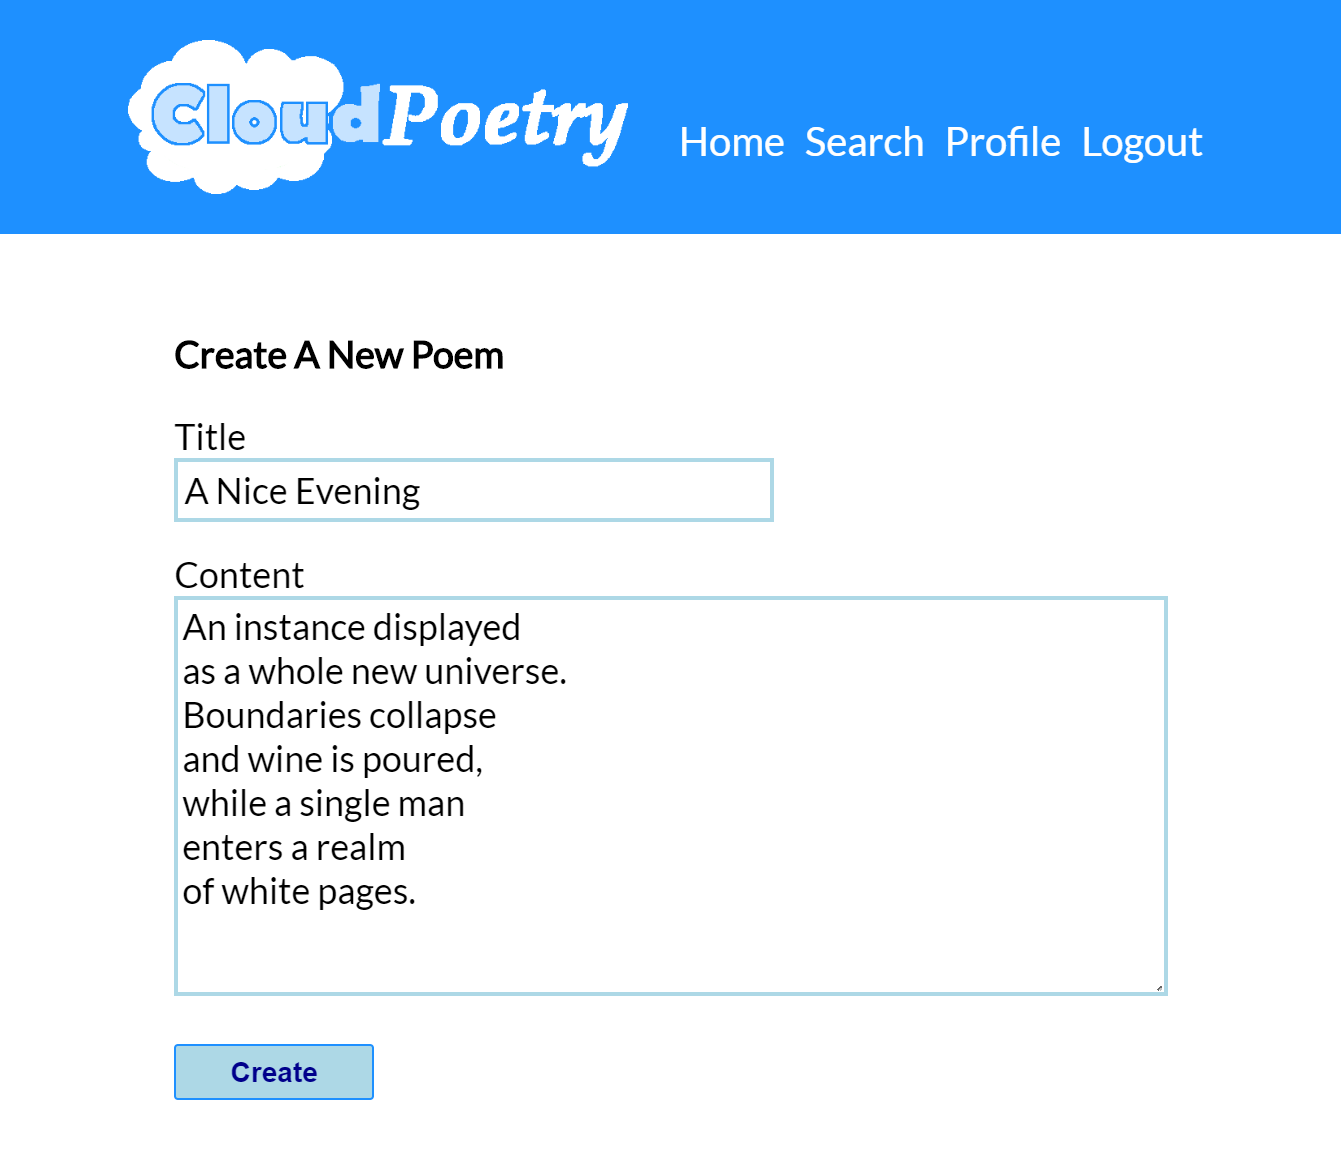 CloudPoetry
Home Search Profile Logout
Create A New Poem
Title
A Nice Evening
Content
An instance displayed
as a whole new universe.
Boundaries collapse
and wine is poured,
while a single man
enters a realm
of white pages.
Create